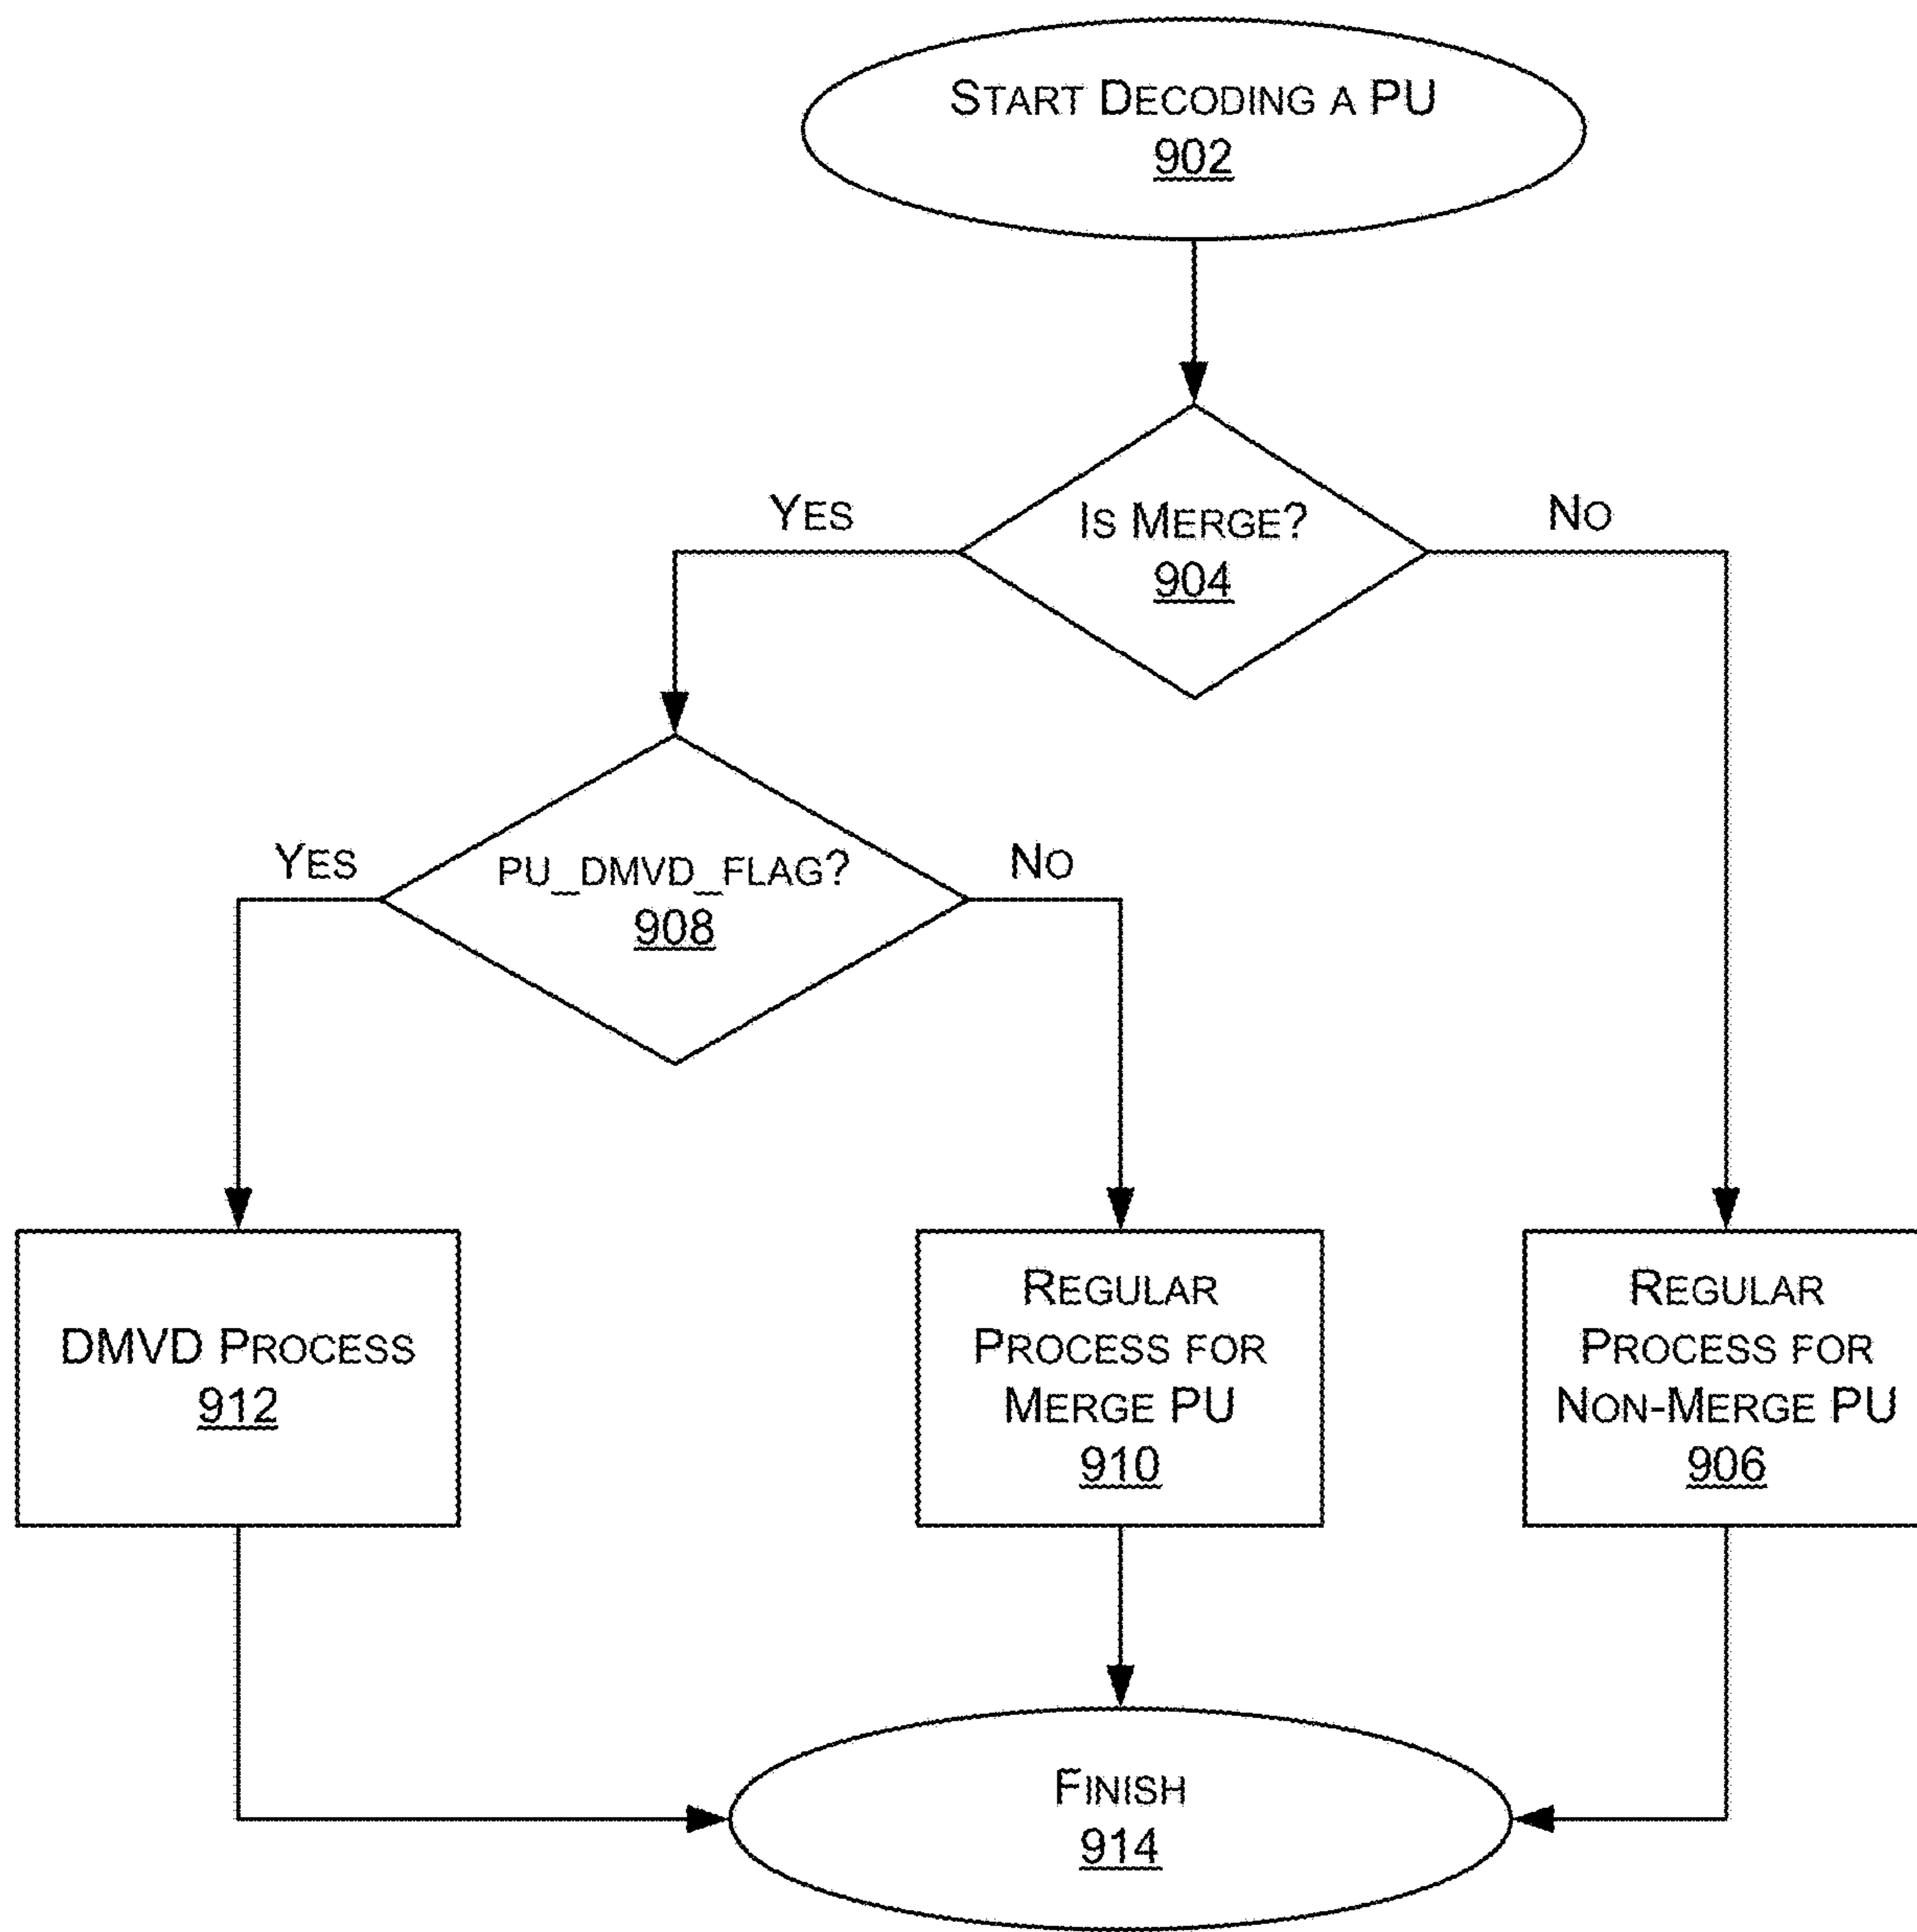 START DECODING A PU
902
IS MERGE?
904
YES
NO
PU_DMVD_FLAG?
908
YES
NO
DMVD PROCESS
912
REGULAR
PROCESS FOR
MERGE PU
910
REGULAR
PROCESS FOR
NON-MERGE PU
906
FINISH
914